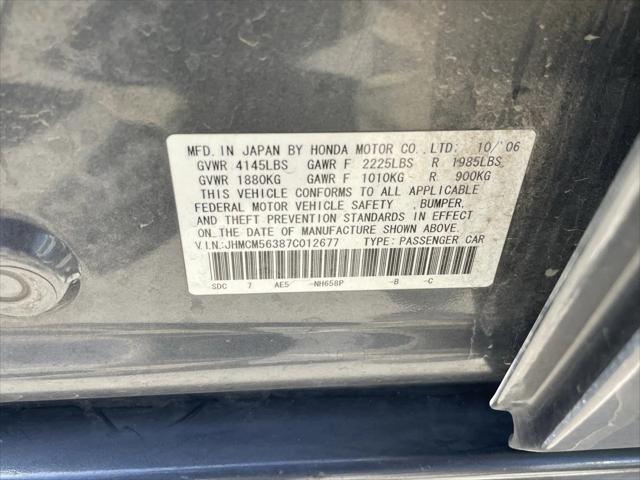 MFD. IN JAPAN BY HONDA MOTOR CO., LTD: 10/'06
GVWR 4145LBS GAWR F 2225LBS R 1985LBS
GVWR 1880KG GAWR F 1010KG R 900KG
THIS VEHICLE CONFORMS TO ALL APPLICABLE
FEDERAL MOTOR VEHICLE SAFETY ,BUMPER,
AND THEFT PREVENTION STANDARDS IN EFFECT
ON THE DATE OF MANUFACTURE SHOWN ABOVE.
V.IN.:JHMCM56387C012677 TYPE: PASSENGER CAR
SDC 7 AE5 -NH658P -B -C